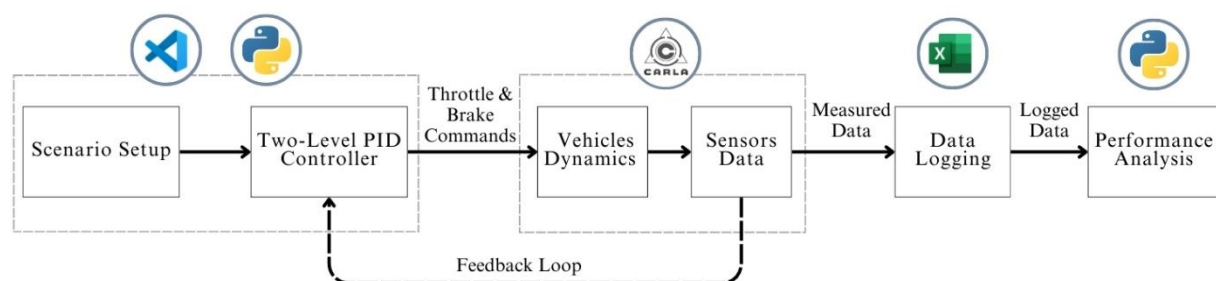 CARLA
Scenario Setup
Two-Level PID
Controller
Throttle &
Brake
Commands
Vehicles
Dynamics
Sensors
Data
Measured
Data
Data
Logging
Logged
Data
Performance
Analysis
Feedback Loop